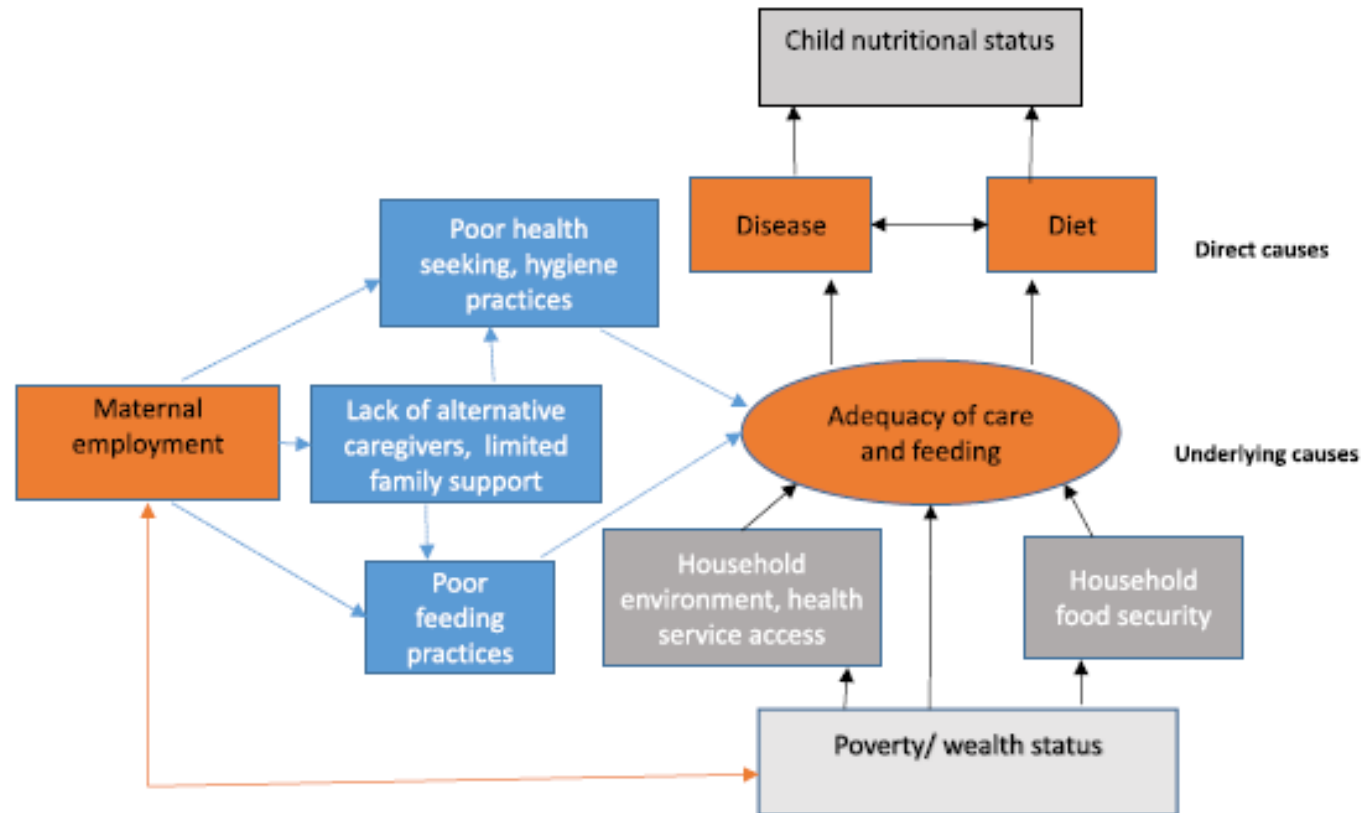 Child nutritional status
Disease
Diet
Direct causes
Poor health
seeking, hygiene
practices
Maternal
employment
Lack of alternative
caregivers, limited
family support
Adequacy of care
and feeding
Underlying causes
Poor
feeding
practices
Household
environment, health
service access
Household
food security
Poverty/ wealth status